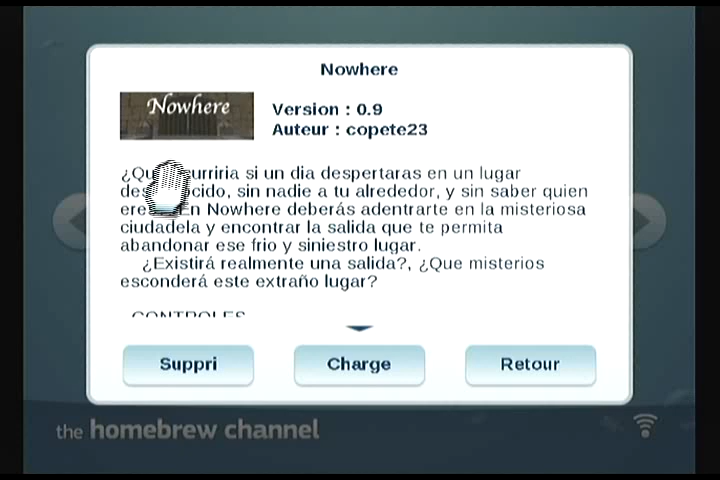 Nowhere
Nowhere
Version : 0.9
Auteur : copete23
si un dia despertaras en un lugar
sin nadie a tu alrededor, y sin saber quien
En Nowhere deberás adentrarte en la misteriosa
ciudadela y encontrar la salida que te permita
abandonar ese frio y siniestro lugar.
¿Existirá realmente una salida?, ¿Que misterios
esconderá este extraño lugar?
CONTROLES
Suppri
Charge
Retour
the homebrew channel